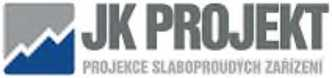 JK PROJEKT
PROJEKCE SLABOPROUDÝCH ZAŘÍZENÍ